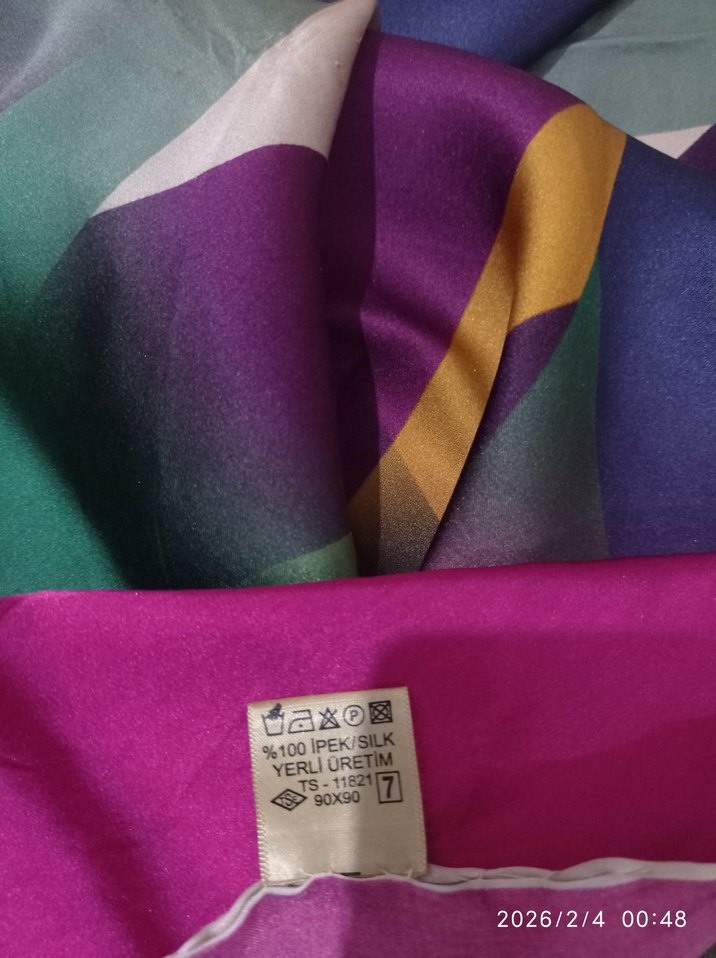 %100 İPEK/SILK
YERLİ ÜRETİM
TS - 11821
TSE 90X90 7
2026/2/4 00:48